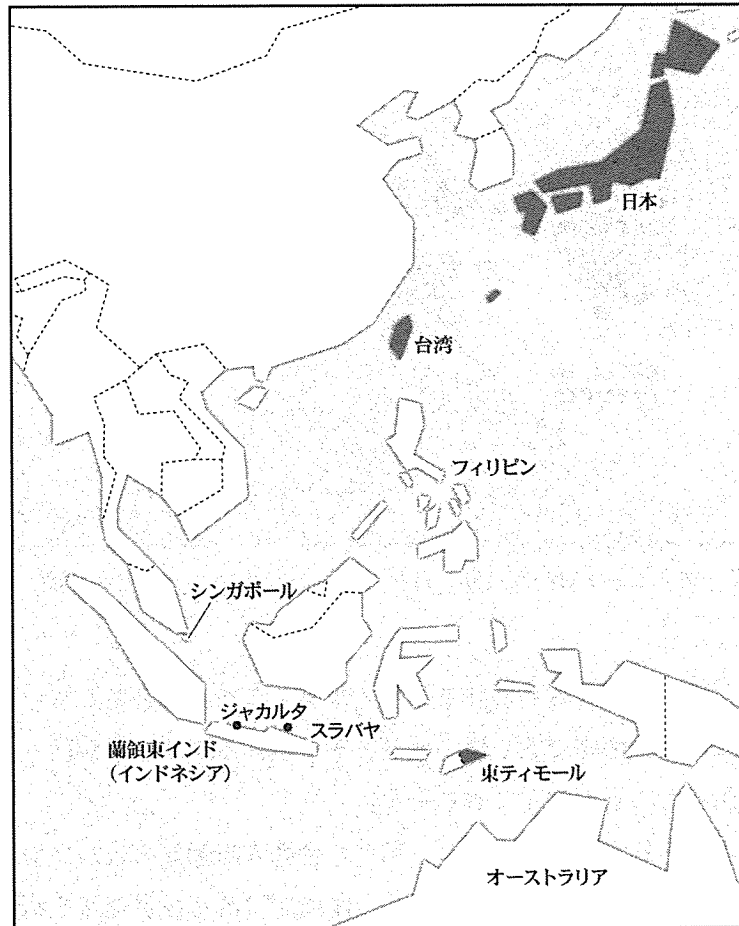 日本
台湾
フィリピン
シンガポール
ジャカルタ
スラバヤ
蘭領東インド
（インドネシア）
東ティモール
オーストラリア